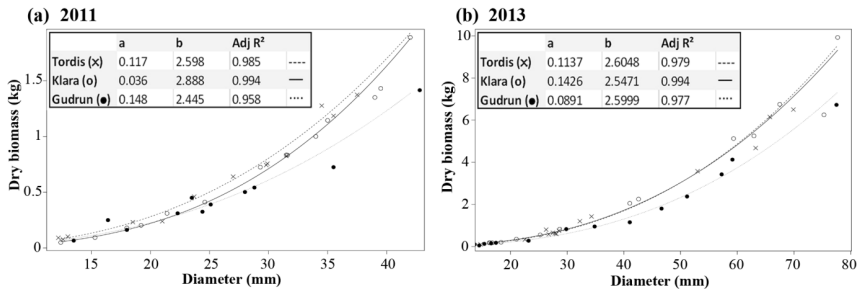 (a) 2011
a b Adj R²
Tordis (×) 0.117 2.598 0.985
Klara (o) 0.036 2.888 0.994
Gudrun (●) 0.148 2.445 0.958
Dry biomass (kg)
1.5
1
0.5
0
15 20 25 30 35 40
Diameter (mm)
(b) 2013
a b Adj R²
Tordis (×) 0.1137 2.6048 0.979
Klara (o) 0.1426 2.5471 0.994
Gudrun (●) 0.0891 2.5999 0.977
Dry biomass (kg)
10
8
6
4
2
0
20 30 40 50 60 70 80
Diameter (mm)